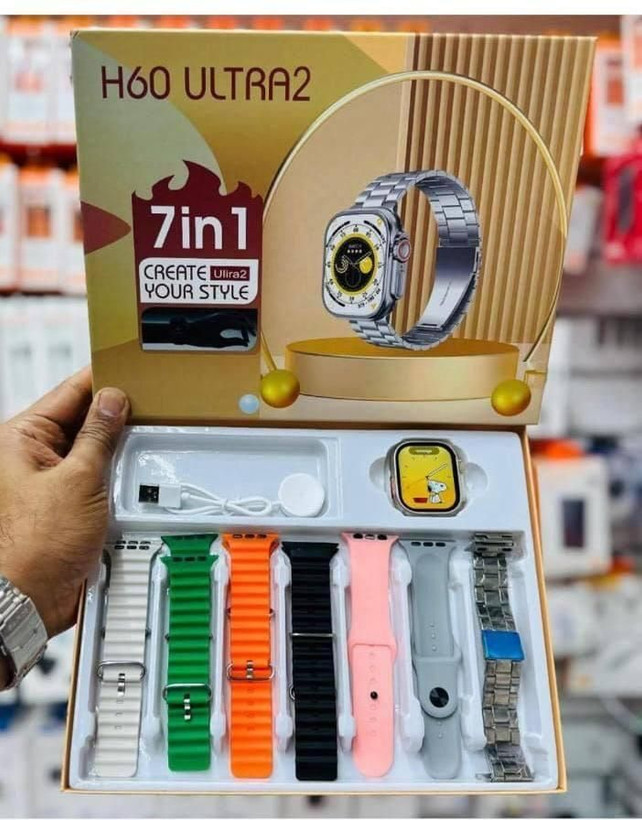 H60 ULTRA2
7in1
CREATE Ulira2
YOUR STYLE